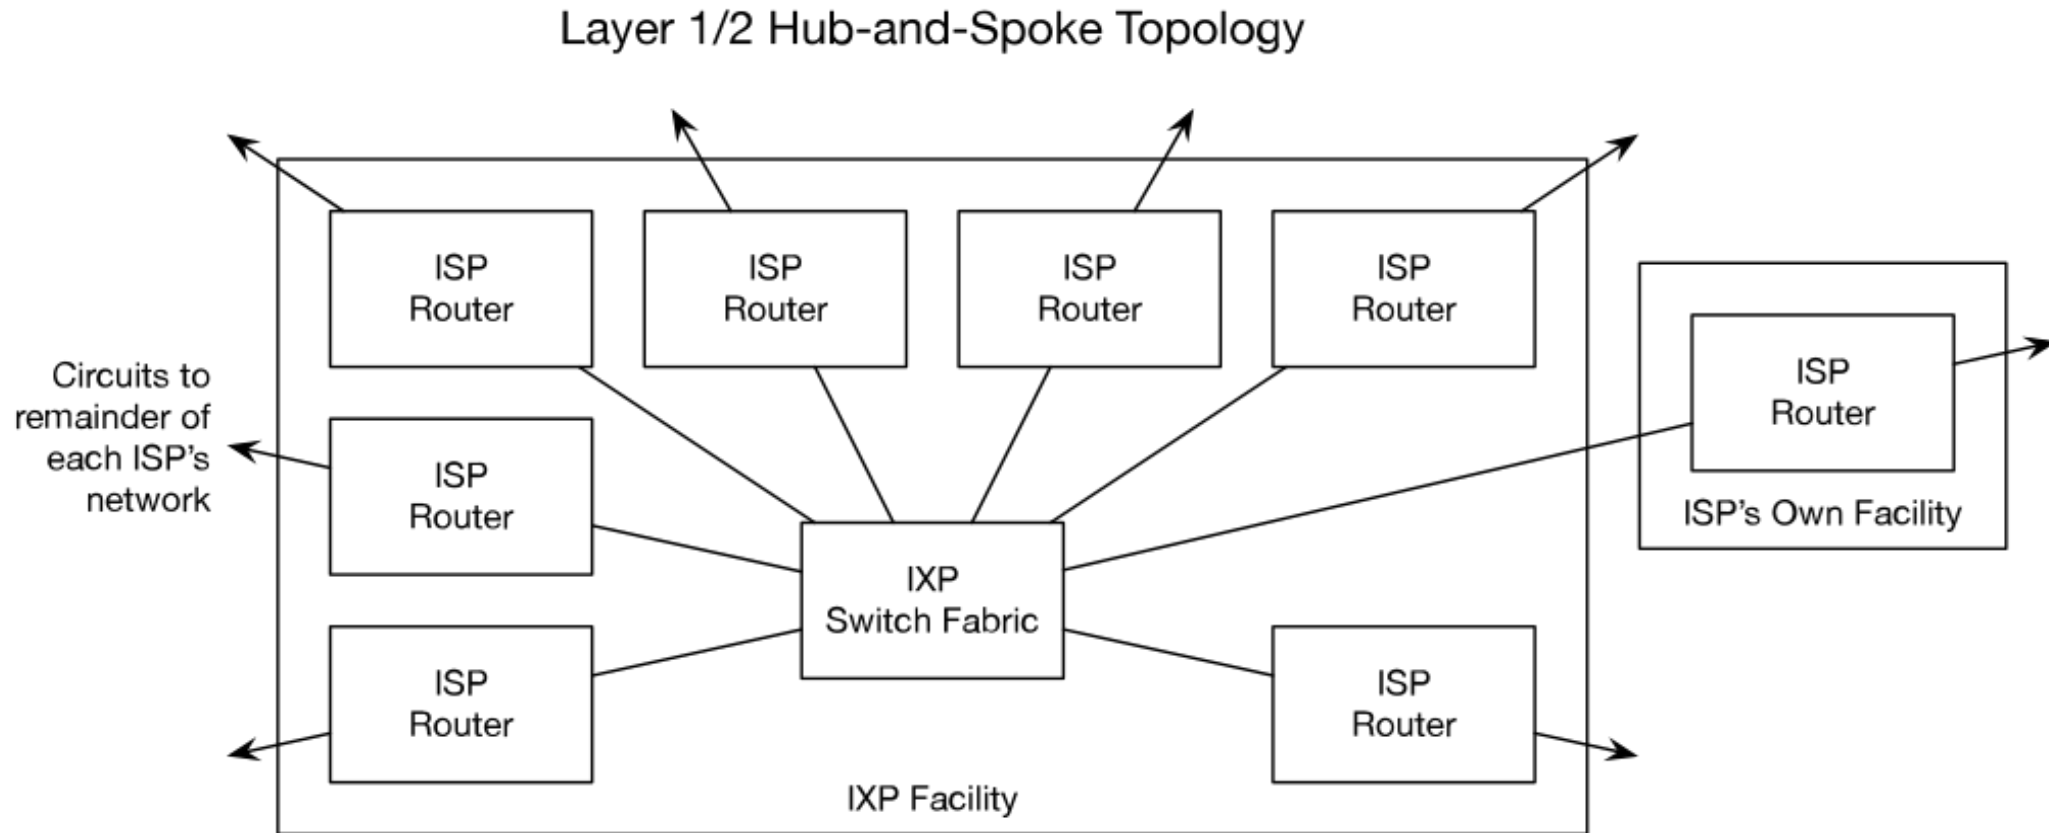 Layer 1/2 Hub-and-Spoke Topology
ISP
Router
ISP
Router
ISP
Router
ISP
Router
ISP
Router
ISP's Own Facility
Circuits to
remainder of
each ISP’s
network
ISP
Router
IXP
Switch Fabric
ISP
Router
ISP
Router
IXP Facility